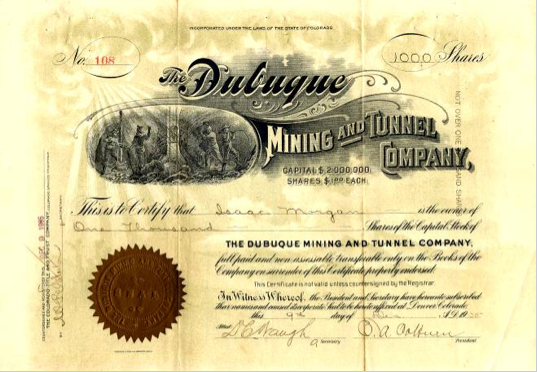 INCORPORATED UNDER THE LAWS OF THE STATE OF COLORADO.
No. 108
1000 Shares
The Dubuque
MINING AND TUNNEL
COMPANY,
CAPITAL $2,000,000.
SHARES $1.00 EACH.
NOT OVER ONE THOUSAND SHARES
This is to Certify that Isaac Morgan is the owner of
One Thousand Shares of the Capital Stock of
THE DUBUQUE MINING AND TUNNEL COMPANY,
full paid and non-assessable transferable only on the Books of the
Company on surrender of this Certificate properly endorsed.
This Certificate is not valid unless countersigned by the Registrar.
In Witness Whereof, the President and Secretary have hereunto subscribed
their names and caused the corporate Seal to be hereto affixed at Denver, Colorado,
this 9th day of Dec A.D.
Secretary
D. A. Colburn
President.